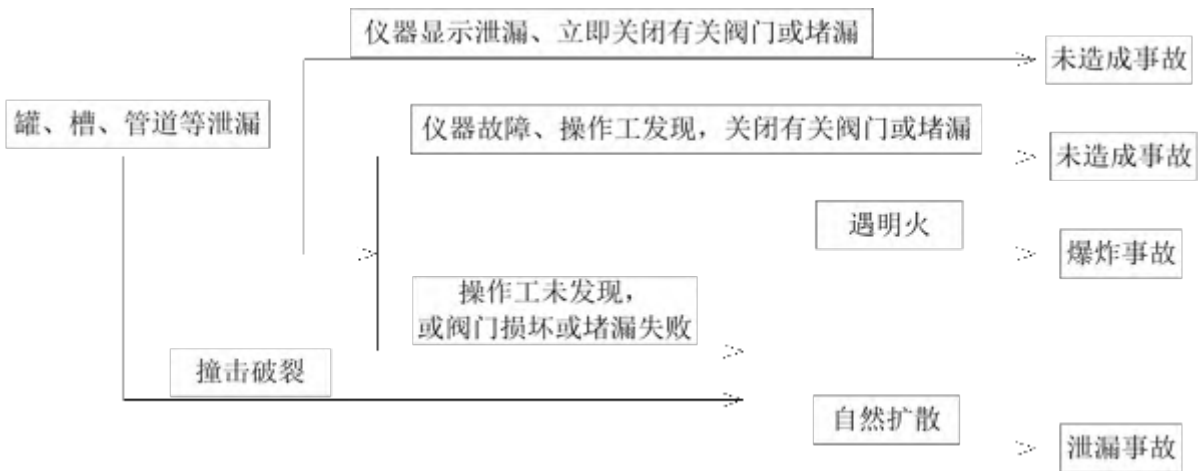 仪器显示泄漏、立即关闭有关阀门或堵漏
未造成事故
罐、槽、管道等泄漏
仪器故障、操作工发现，关闭有关阀门或堵漏
未造成事故
遇明火
爆炸事故
操作工未发现，
或阀门损坏或堵漏失败
撞击破裂
自然扩散
泄漏事故